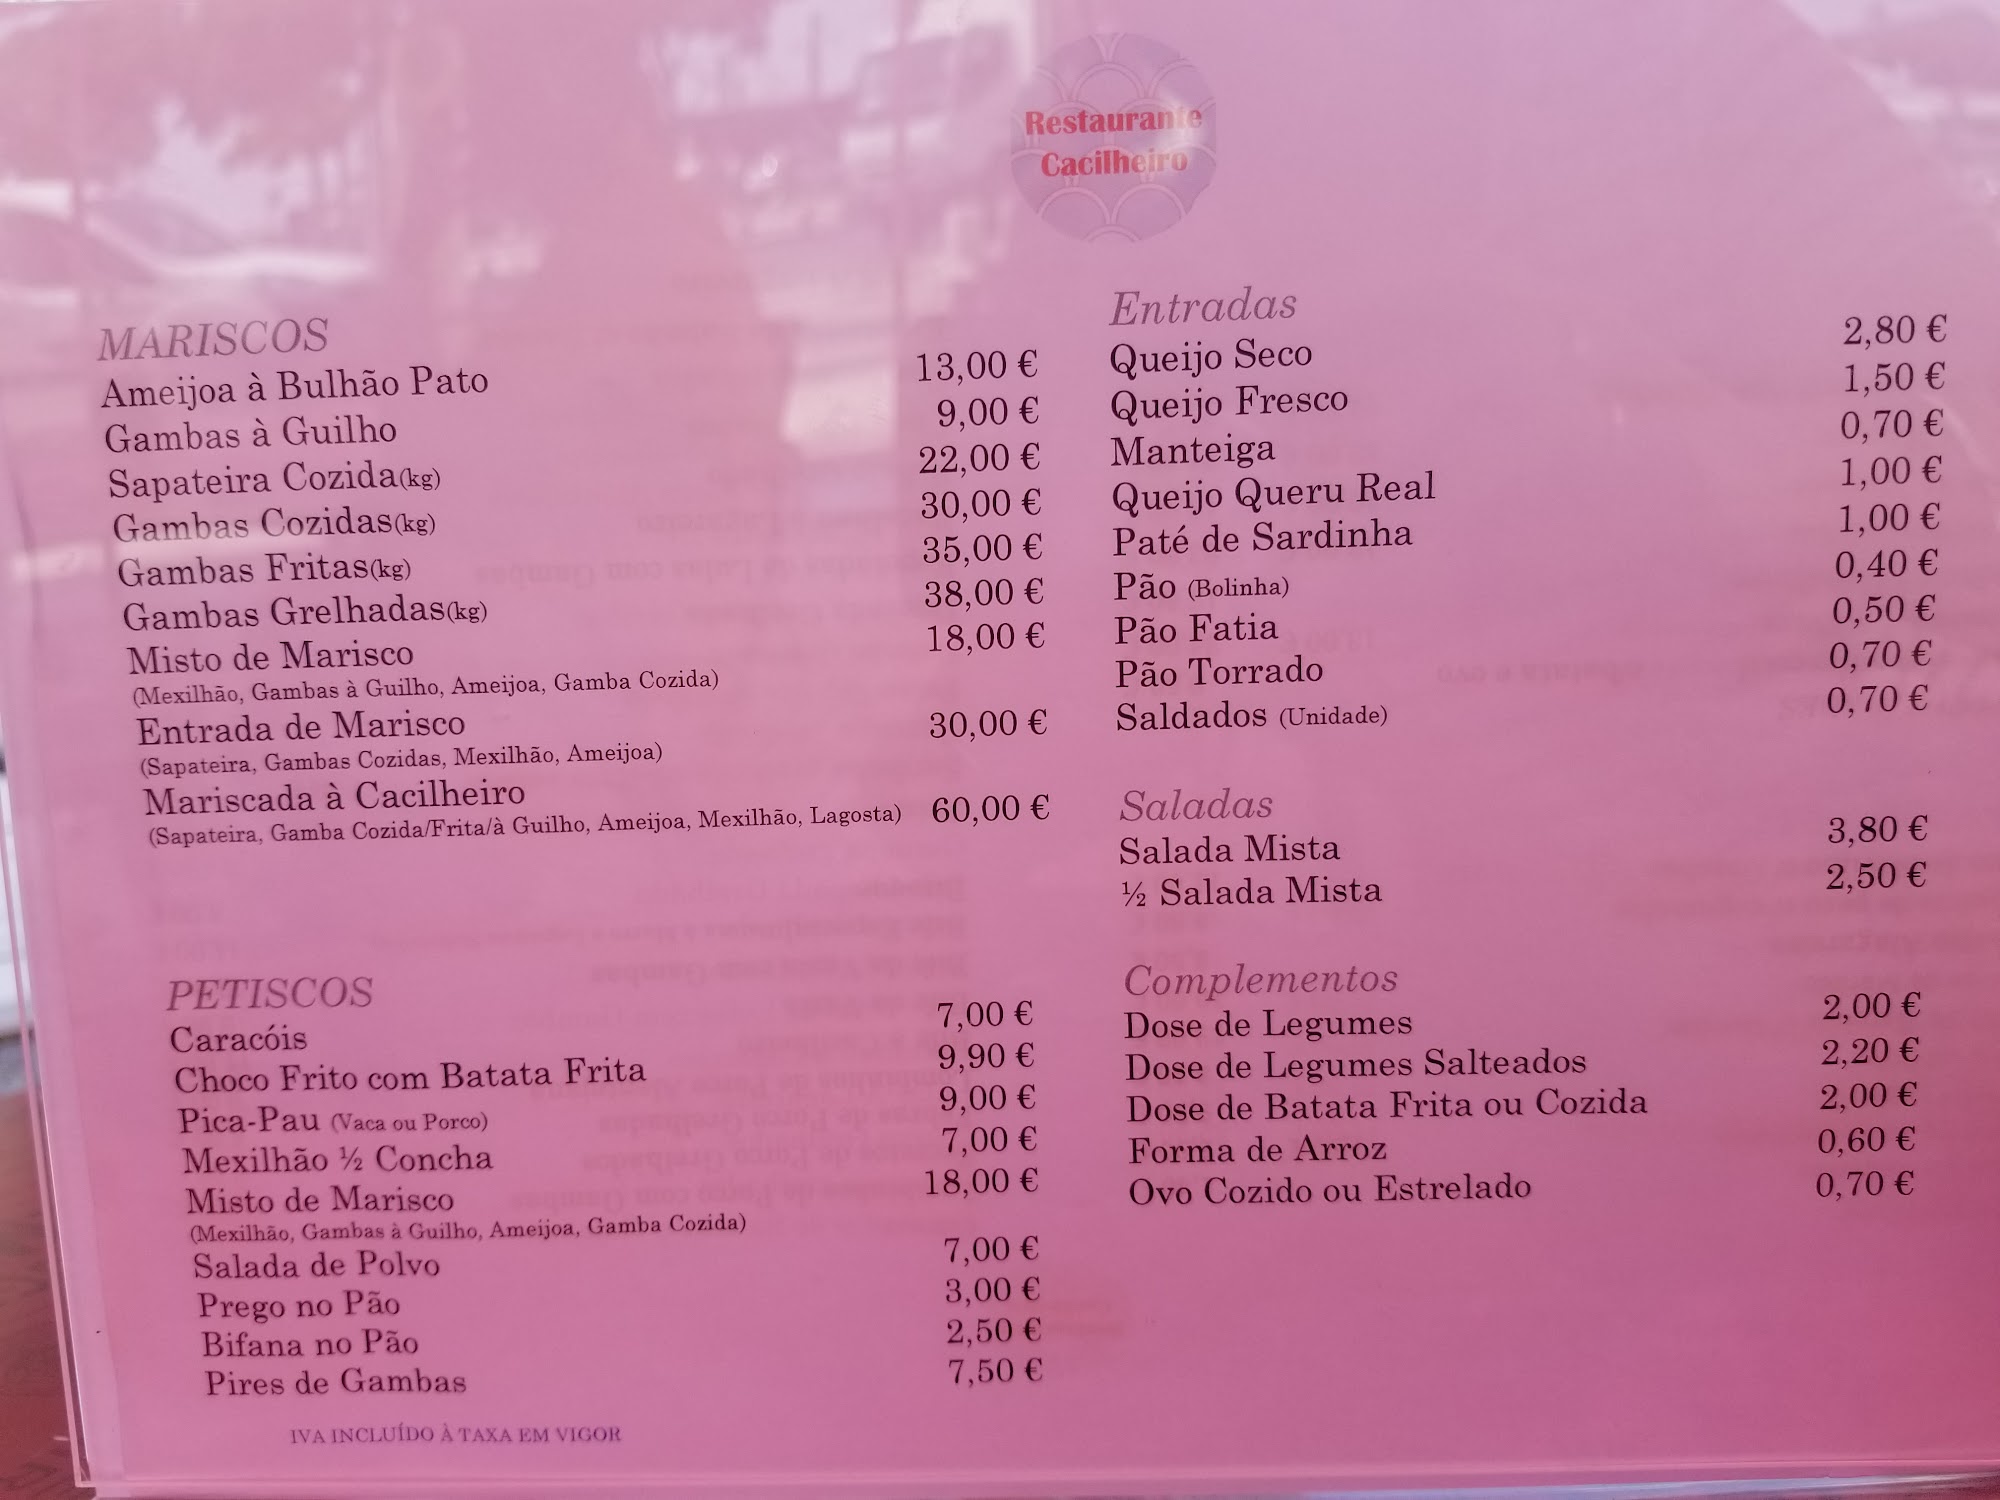 Restaurante
Cacilheiro
MARISCOS
Ameijoa à Bulhão Pato 13,00 €
Gambas à Guilho 9,00 €
Sapateira Cozida(kg) 22,00 €
Gambas Cozidas(kg) 30,00 €
Gambas Fritas(kg) 35,00 €
Gambas Grelhadas(kg) 38,00 €
Misto de Marisco 18,00 €
(Mexilhão, Gambas à Guilho, Ameijoa, Gamba Cozida)
Entrada de Marisco 30,00 €
(Sapateira, Gambas Cozidas, Mexilhão, Ameijoa)
Mariscada à Cacilheiro 60,00 €
(Sapateira, Gamba Cozida/Frita/à Guilho, Ameijoa, Mexilhão, Lagosta)
PETISCOS
Caracóis 7,00 €
Choco Frito com Batata Frita 9,90 €
Pica-Pau (Vaca ou Porco) 9,00 €
Mexilhão ½ Concha 7,00 €
Misto de Marisco 18,00 €
(Mexilhão, Gambas à Guilho, Ameijoa, Gamba Cozida)
Salada de Polvo 7,00 €
Prego no Pão 3,00 €
Bifana no Pão 2,50 €
Pires de Gambas 7,50 €
IVA INCLUÍDO À TAXA EM VIGOR
Entradas
Queijo Seco 2,80 €
Queijo Fresco 1,50 €
Manteiga 0,70 €
Queijo Queru Real 1,00 €
Paté de Sardinha 1,00 €
Pão (Bolinha) 0,40 €
Pão Fatia 0,50 €
Pão Torrado 0,70 €
Saldados (Unidade) 0,70 €
Saladas
Salada Mista 3,80 €
½ Salada Mista 2,50 €
Complementos
Dose de Legumes 2,00 €
Dose de Legumes Salteados 2,20 €
Dose de Batata Frita ou Cozida 2,00 €
Forma de Arroz 0,60 €
Ovo Cozido ou Estrelado 0,70 €